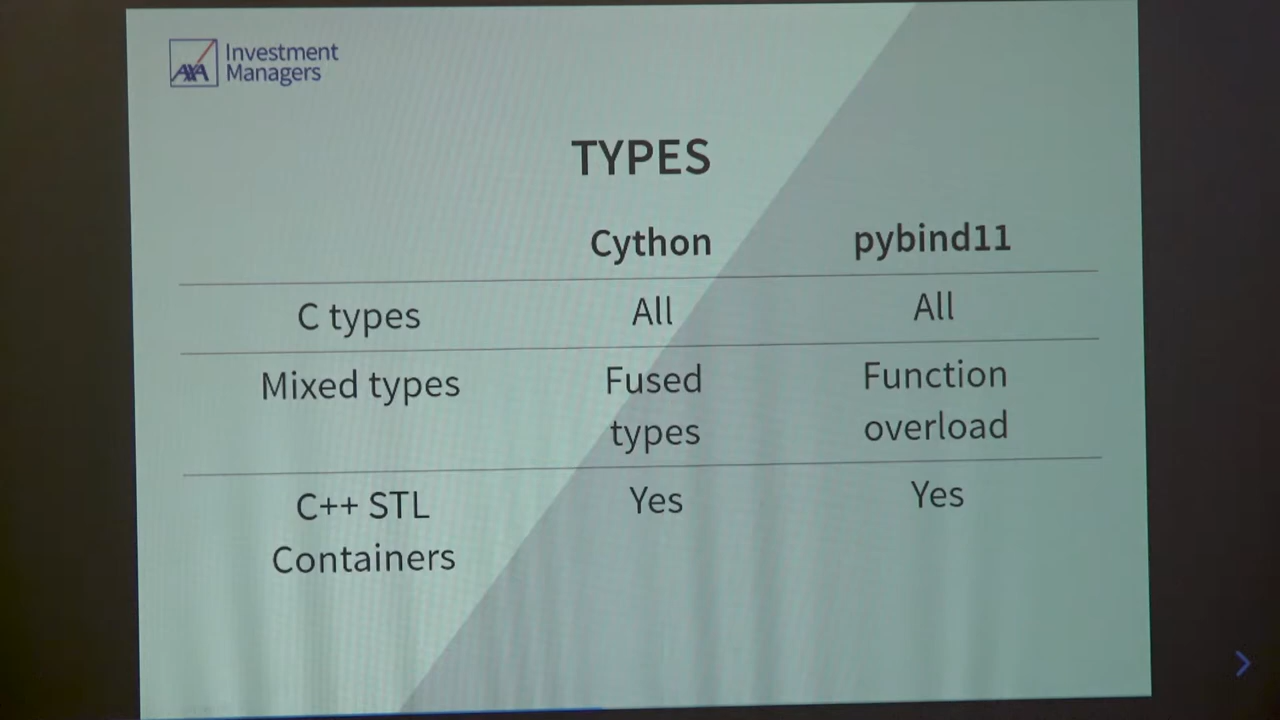 AXA Investment
Managers
TYPES
Cython pybind11
C types All All
Mixed types Fused Function
types overload
C++ STL Yes Yes
Containers